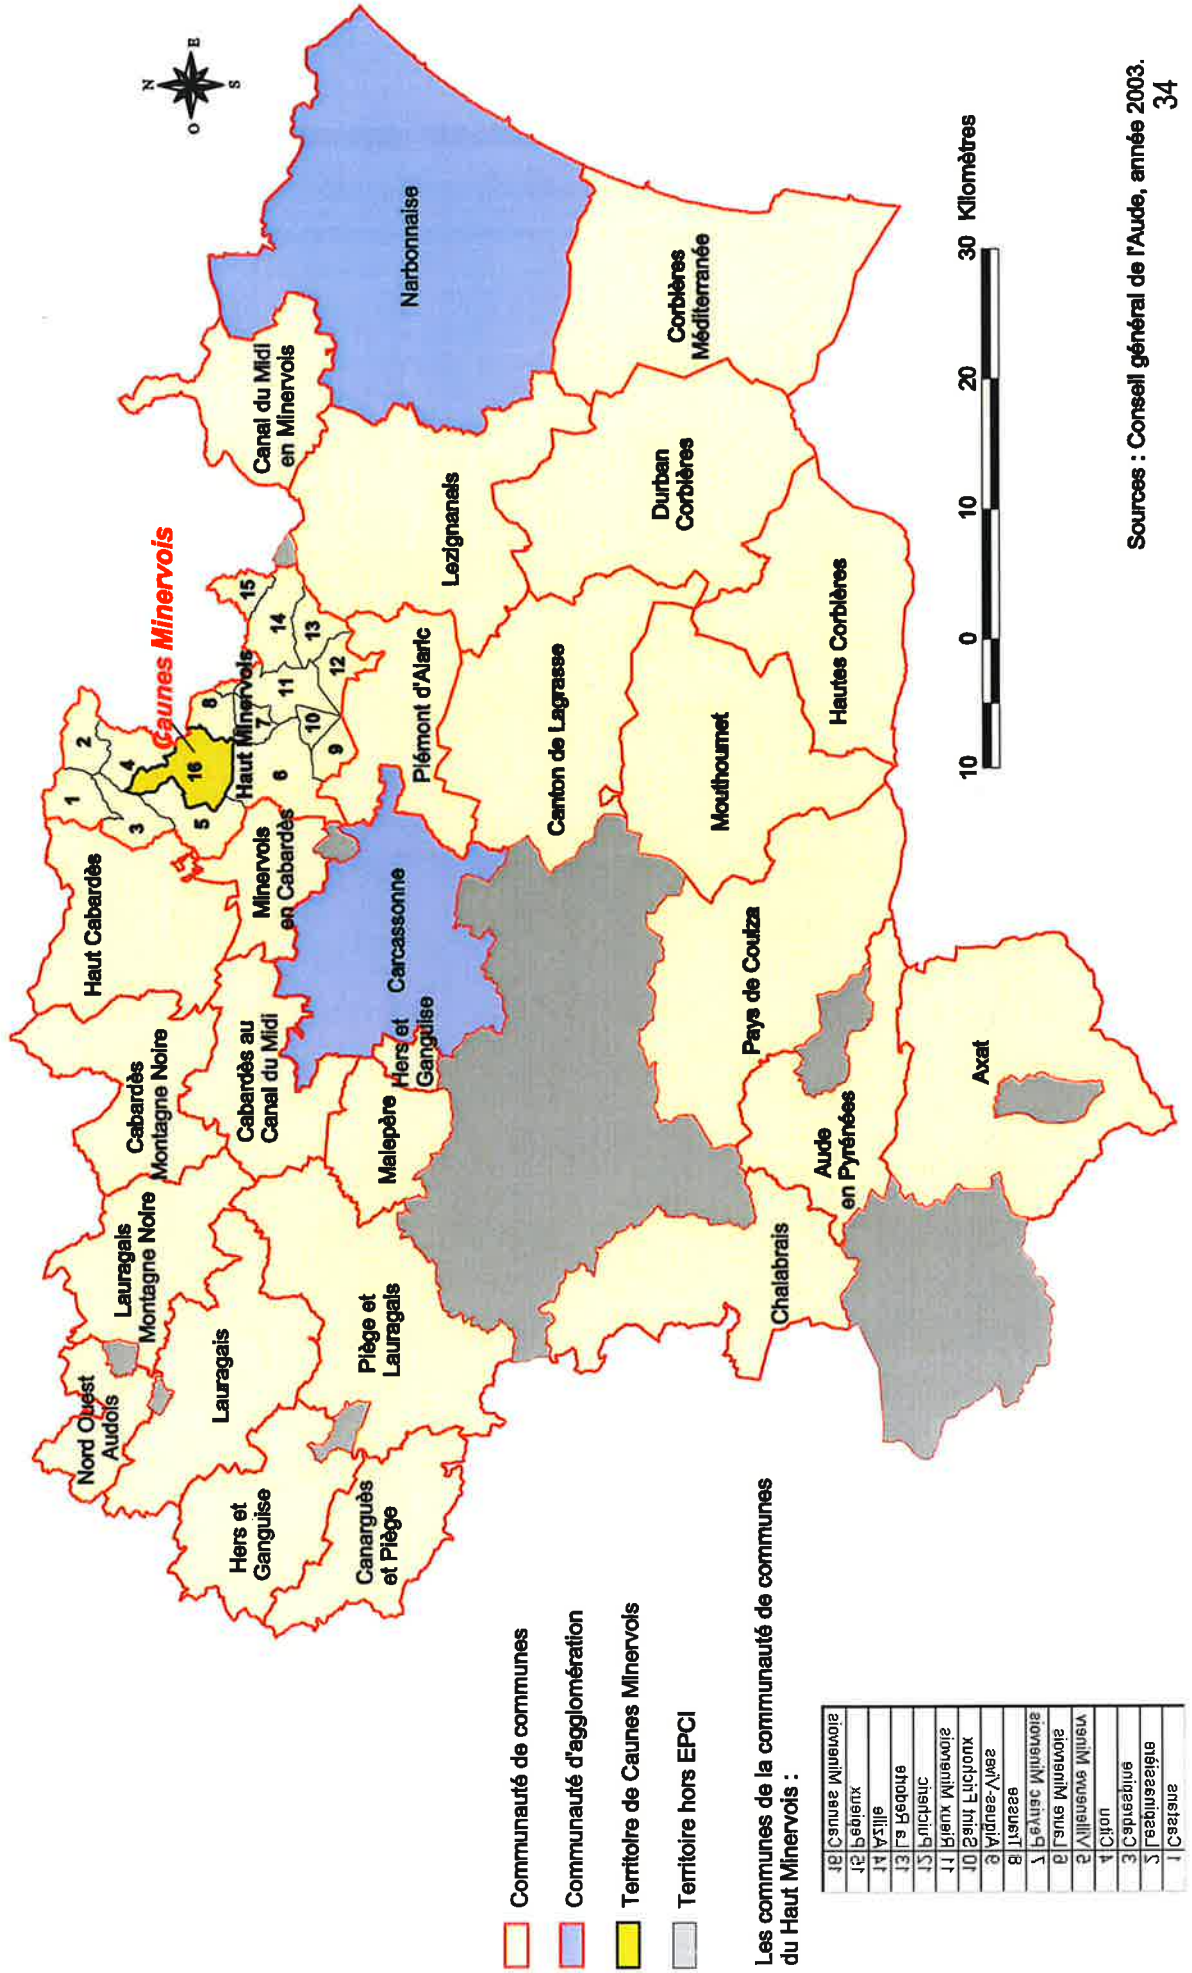 N
O
E
S
Caunes Minervois
Nord Ouest
Audois
Lauragais
Montagne Noire
Cabardès
Montagne Noire
Haut Cabardès
1
2
3
4
5
16
8
Haut Minervois
7
6
11
10
9
12
13
14
15
Canal du Midi
en Minervois
Narbonnaise
Lauragais
Hers et
Ganguise
Canarguès
et Piège
Piège et
Lauragais
Cabardès au
Canal du Midi
Minervois
en Cabardès
Malepère
Hers et
Ganguise
Carcassonne
Piémont d'Alaric
Lezignanais
Canton de Lagrasse
Durban
Corbières
Corbières
Méditerranée
Mouthoumet
Hautes Corbières
Pays de Couiza
Chalabrais
Aude
en Pyrénées
Axat
Communauté de communes
Communauté d'agglomération
Territoire de Caunes Minervois
Territoire hors EPCI
Les communes de la communauté de communes
du Haut Minervois :
1 Castans
2 Lespinassière
3 Cabrespine
4 Citou
5 Villeneuve Minerv
6 Laure Minervois
7 Peyriac Minervois
8 Trausse
9 Aigues-Vives
10 Saint Frichoux
11 Rieux Minervois
12 Puicheric
13 La Redorte
14 Azille
15 Pepieux
16 Caunes Minervois
10 0 10 20 30 Kilomètres
Sources : Conseil général de l'Aude, année 2003.
34